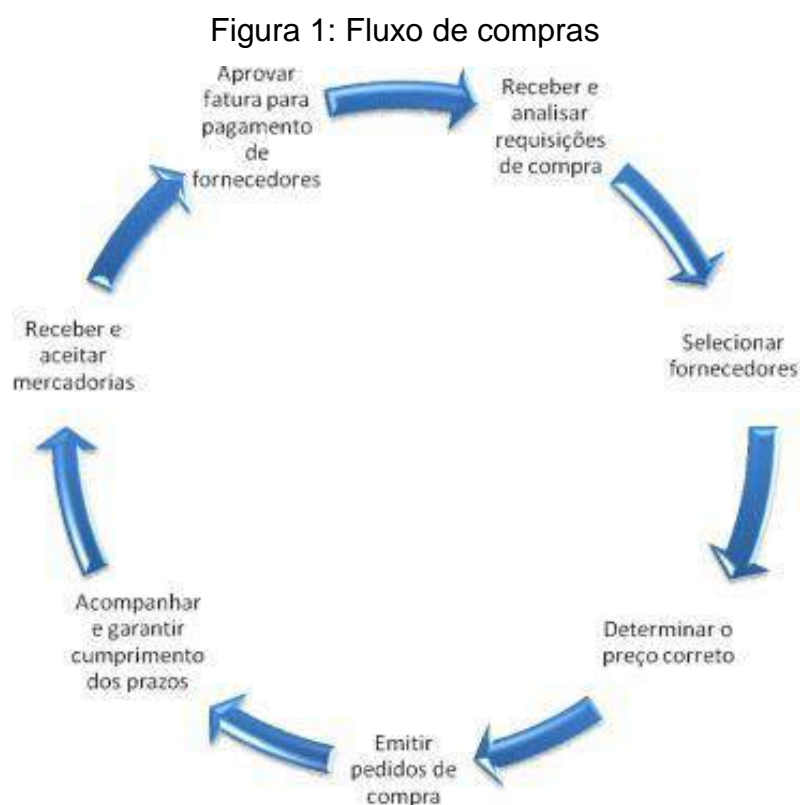 Figura 1: Fluxo de compras
Aprovar
fatura para
pagamento
de
fornecedores
Receber e
analisar
requisições
de compra
Selecionar
fornecedores
Determinar o
preço correto
Emitir
pedidos de
compra
Acompanhar
e garantir
cumprimento
dos prazos
Receber e
aceitar
mercadorias